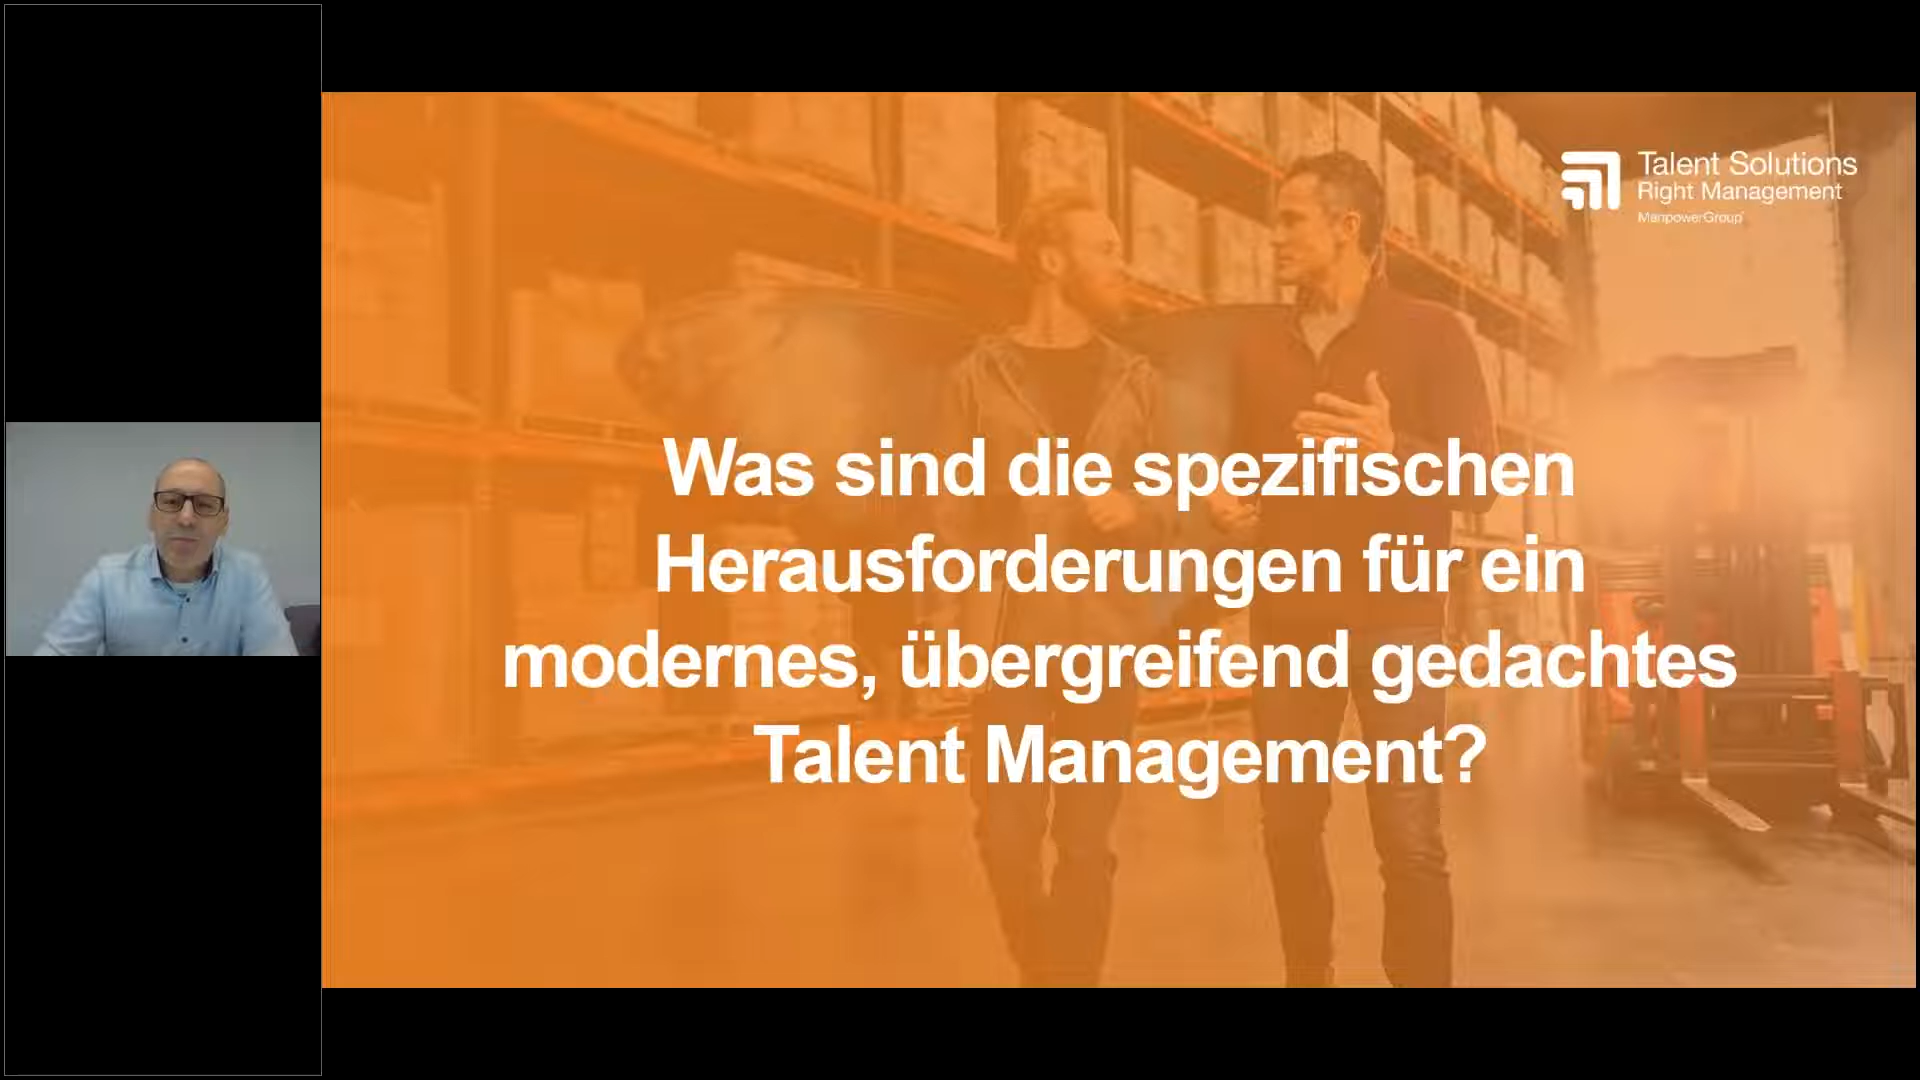 Talent Solutions
Right Management
ManpowerGroup
Was sind die spezifischen
Herausforderungen für ein
modernes, übergreifend gedachtes
Talent Management?